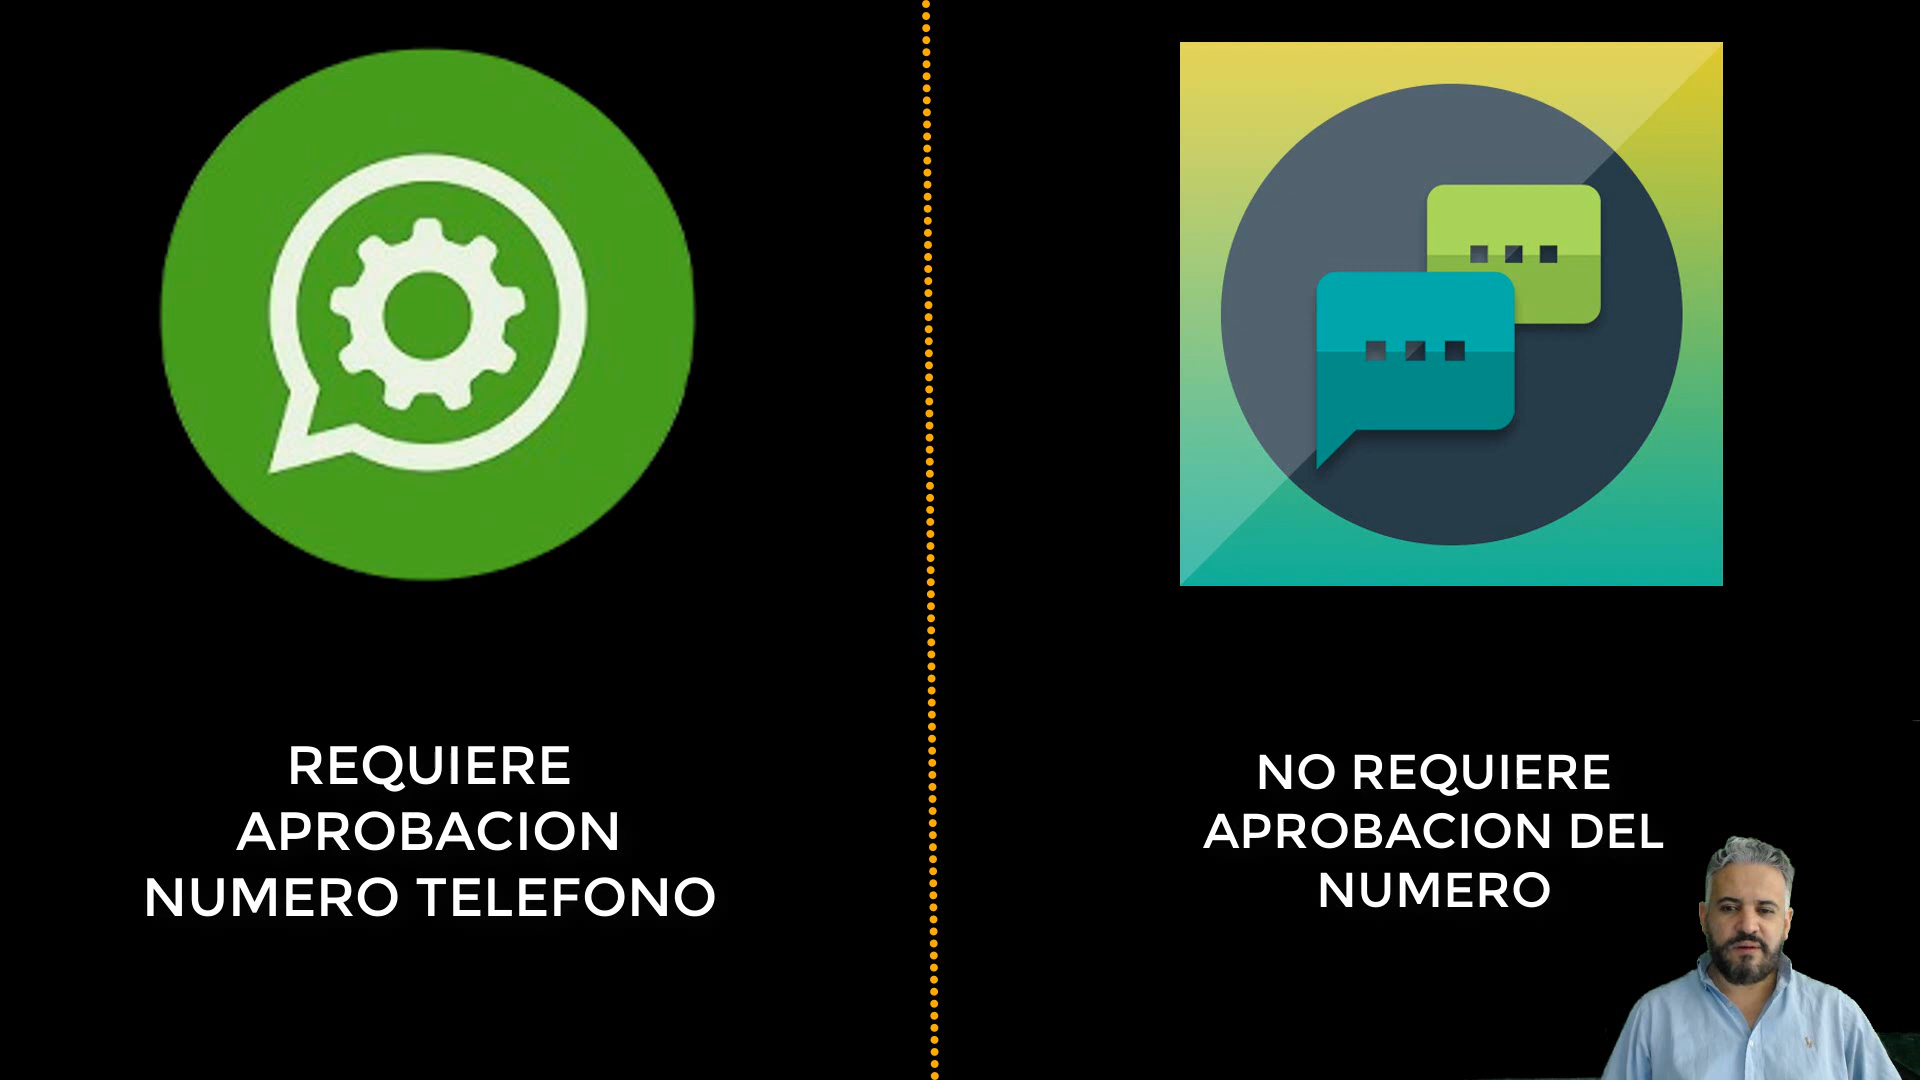 REQUIERE
APROBACION
NUMERO TELEFONO
NO REQUIERE
APROBACION DEL
NUMERO